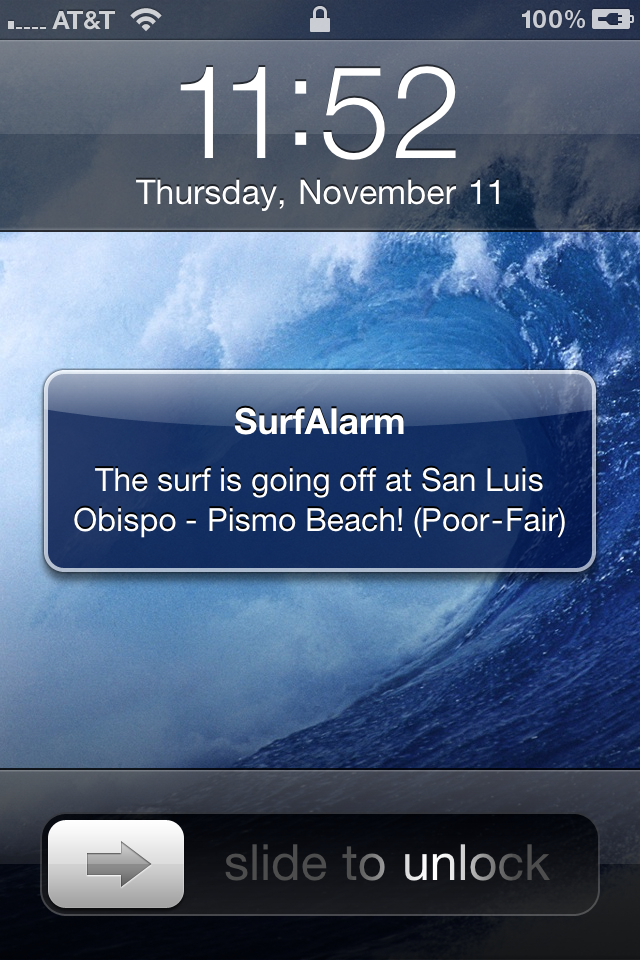 AT&T 100%
11:52
Thursday, November 11
SurfAlarm
The surf is going off at San Luis
Obispo - Pismo Beach! (Poor-Fair)
slide to unlock